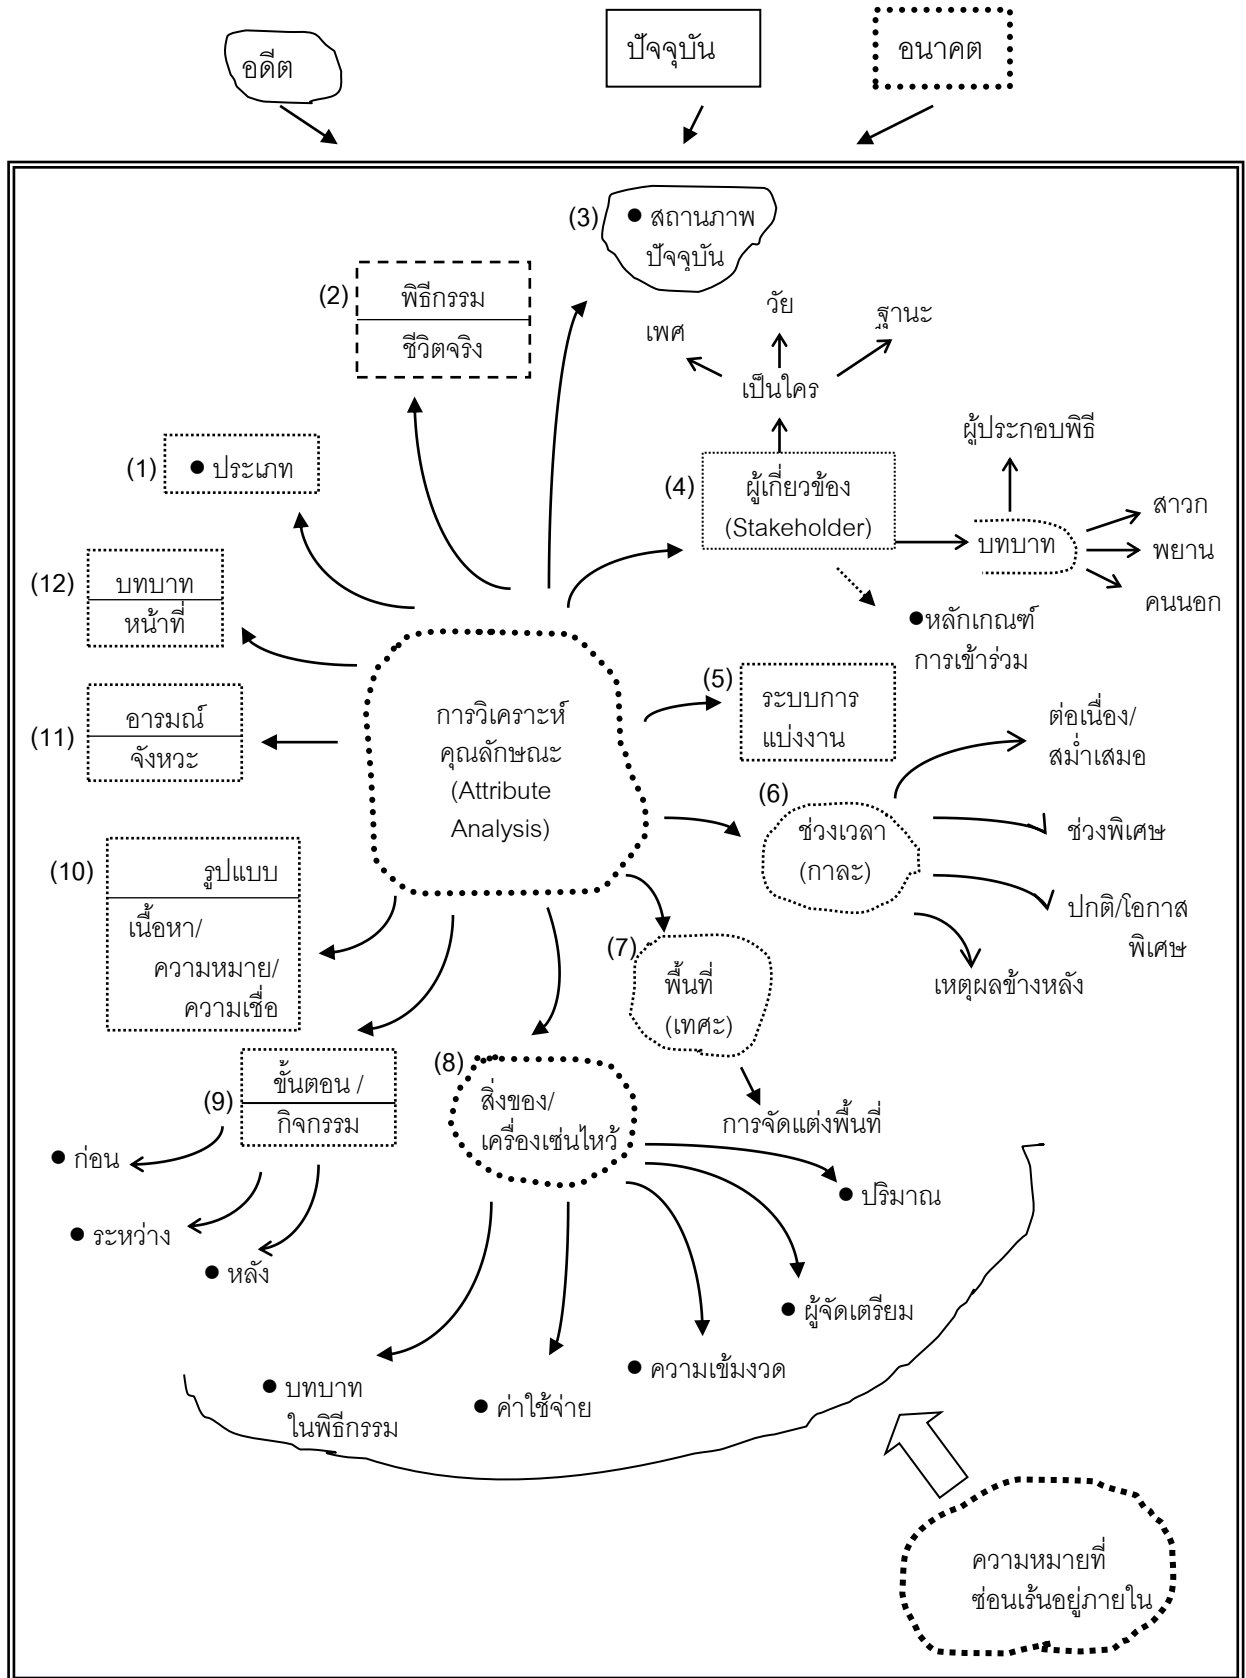 อดีต
ปัจจุบัน
อนาคต
(3)
● สถานภาพ
ปัจจุบัน
(2)
พิธีกรรม
ชีวิตจริง
เพศ
วัย
ฐานะ
เป็นใคร
(1)
● ประเภท
(4)
ผู้เกี่ยวข้อง
(Stakeholder)
ผู้ประกอบพิธี
บทบาท
สาวก
พยาน
คนนอก
●หลักเกณฑ์
การเข้าร่วม
(12)
บทบาท
หน้าที่
(11)
อารมณ์
จังหวะ
การวิเคราะห์
คุณลักษณะ
(Attribute
Analysis)
(5)
ระบบการ
แบ่งงาน
(6)
ช่วงเวลา
(กาละ)
ต่อเนื่อง/
สม่ำเสมอ
ช่วงพิเศษ
ปกติ/โอกาส
พิเศษ
เหตุผลข้างหลัง
(10)
รูปแบบ
เนื้อหา/
ความหมาย/
ความเชื่อ
(7)
พื้นที่
(เทศะ)
การจัดแต่งพื้นที่
(9)
ขั้นตอน /
กิจกรรม
● ก่อน
● ระหว่าง
● หลัง
(8)
สิ่งของ/
เครื่องเซ่นไหว้
● ปริมาณ
● ผู้จัดเตรียม
● ความเข้มงวด
● ค่าใช้จ่าย
● บทบาท
ในพิธีกรรม
ความหมายที่
ซ่อนเร้นอยู่ภายใน